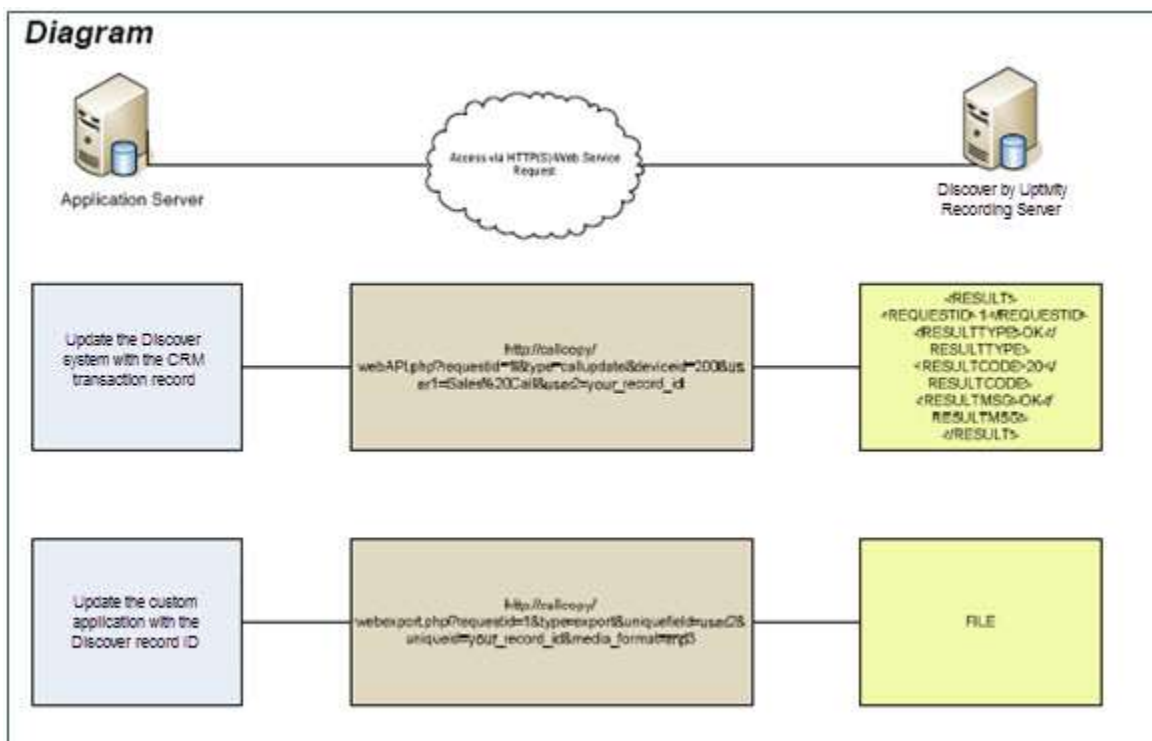 Diagram
Access via HTTP(S)-Web Service
Request
Application Server
Discover by Uptivity
Recording Server
Update the Discover
system with the CRM
transaction record
http://callcopy/
webAPI.php?requestid=1&type=callupdate&deviceid=200&us
er1=Sales%20Call&user2=your_record_id
<RESULT>
<REQUESTID>1</REQUESTID>
<RESULTTYPE>OK</
RESULTTYPE>
<RESULTCODE>20</
RESULTCODE>
<RESULTMSG>OK</
RESULTMSG>
</RESULT>
Update the custom
application with the
Discover record ID
http://callcopy/
webexport.php?requestid=1&type=export&uniquefield=user2&
uniqueid=your_record_id&media_format=mp3
FILE